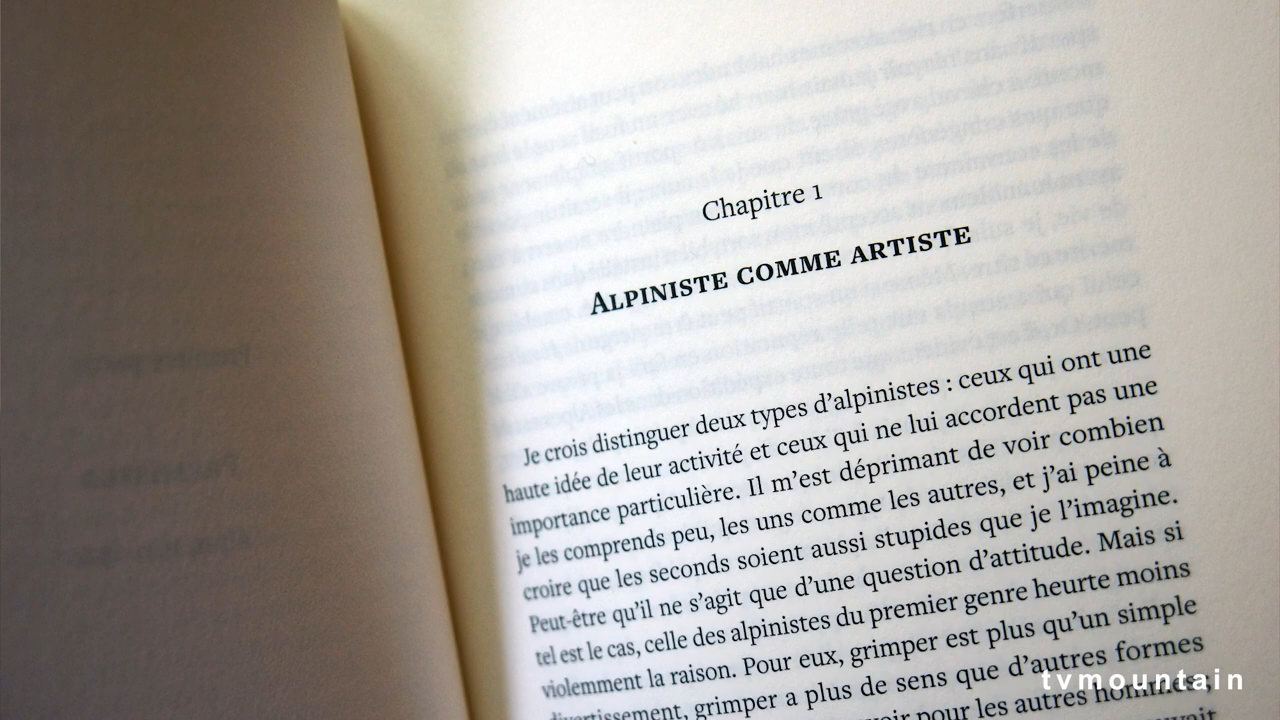 Chapitre 1
ALPINISTE COMME ARTISTE
Je crois distinguer deux types d’alpinistes : ceux qui ont une
haute idée de leur activité et ceux qui ne lui accordent pas une
importance particulière. Il m’est déprimant de voir combien
je les comprends peu, les uns comme les autres, et j’ai peine à
croire que les seconds soient aussi stupides que je l’imagine.
Peut-être qu’il ne s’agit que d’une question d’attitude. Mais si
tel est le cas, celle des alpinistes du premier genre heurte moins
violemment la raison. Pour eux, grimper est plus qu’un simple
divertissement, grimper a plus de sens que d’autres formes
pour les autres hommes,
tvmountain